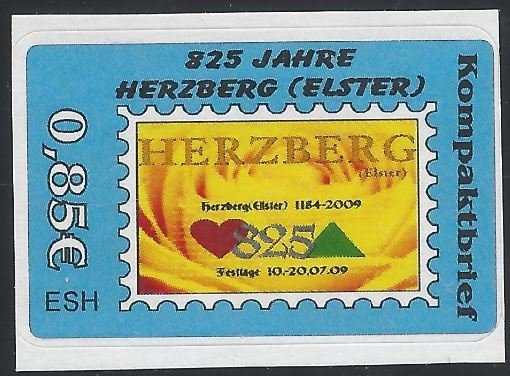 825 JAHRE
HERZBERG (ELSTER)
Kompaktbrief
0,85€
ESH
HERZBERG
(Elster)
Herzberg(Elster) 1184-2009
825
Festtage 10.-20.07.09